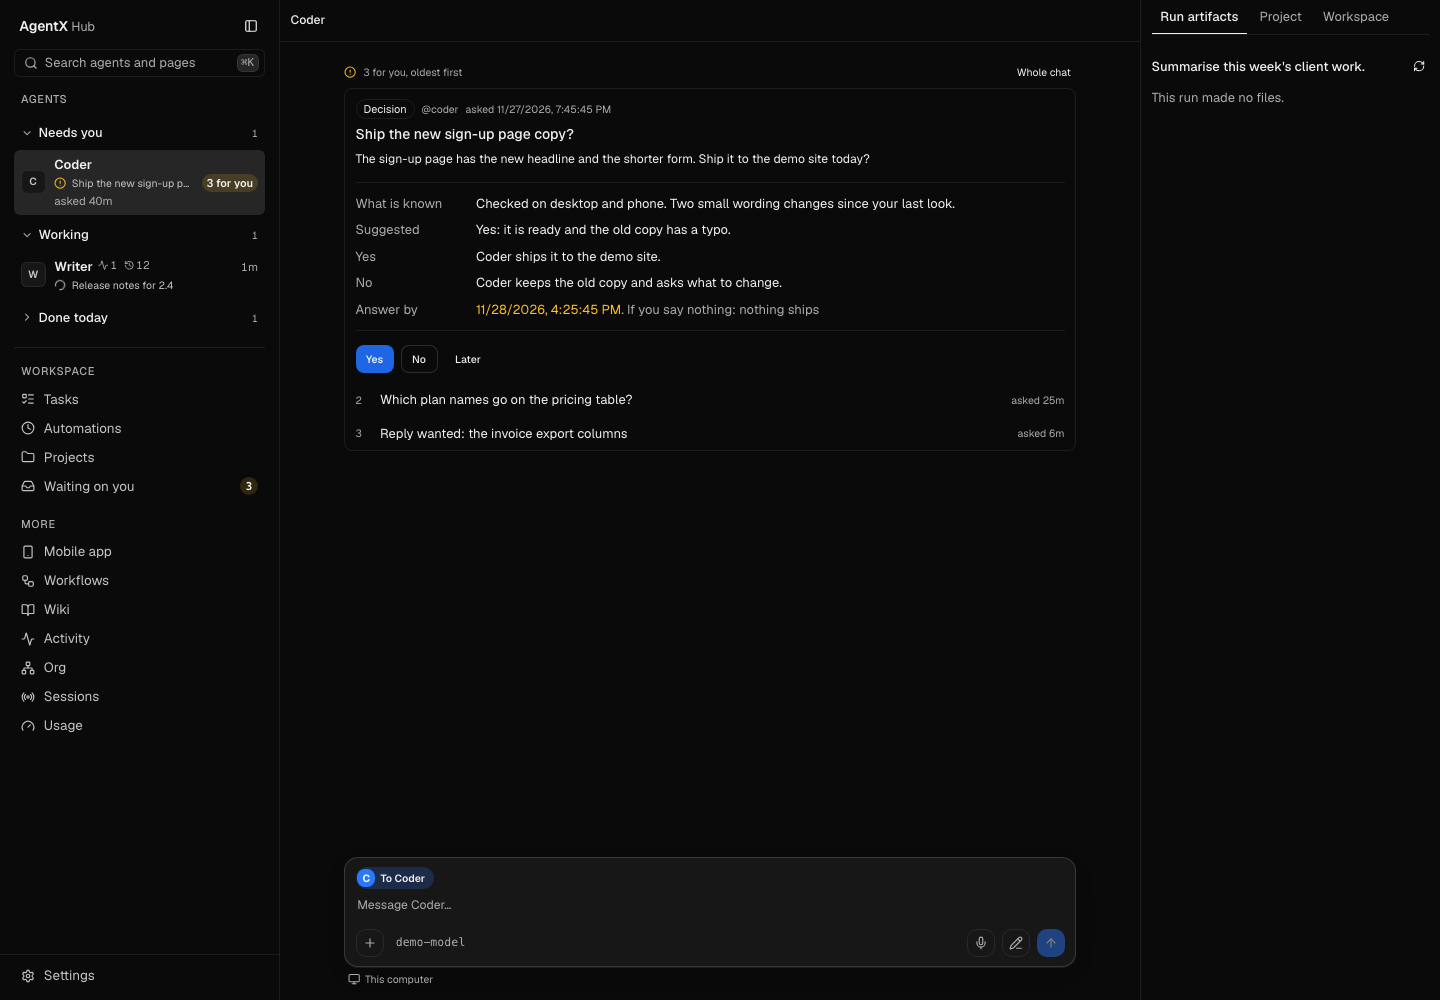 AgentX Hub
Search agents and pages
⌘K
AGENTS
Needs you
1
C
Coder
Ship the new sign-up p...
3 for you
asked 40m
Working
1
W
Writer
1
12
1m
Release notes for 2.4
Done today
1
WORKSPACE
Tasks
Automations
Projects
Waiting on you
3
MORE
Mobile app
Workflows
Wiki
Activity
Org
Sessions
Usage
Settings
Coder
3 for you, oldest first
Whole chat
Decision
@coder
asked 11/27/2026, 7:45:45 PM
Ship the new sign-up page copy?
The sign-up page has the new headline and the shorter form. Ship it to the demo site today?
What is known
Checked on desktop and phone. Two small wording changes since your last look.
Suggested
Yes: it is ready and the old copy has a typo.
Yes
Coder ships it to the demo site.
No
Coder keeps the old copy and asks what to change.
Answer by
11/28/2026, 4:25:45 PM. If you say nothing: nothing ships
Yes
No
Later
2
Which plan names go on the pricing table?
asked 25m
3
Reply wanted: the invoice export columns
asked 6m
C
To Coder
Message Coder...
demo-model
This computer
Run artifacts
Project
Workspace
Summarise this week's client work.
This run made no files.